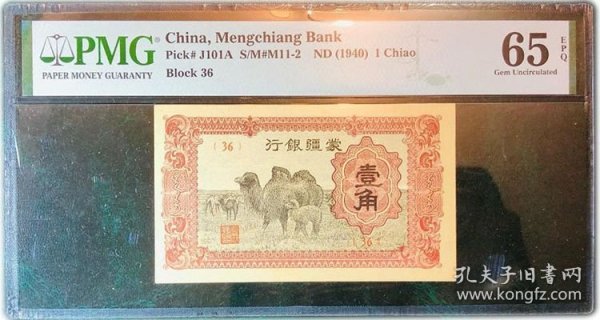 PMG
PAPER MONEY GUARANTY
China, Mengchiang Bank
Pick# J101A S/M#M11-2 ND (1940) 1 Chiao
Block 36
65 EPQ
Gem Uncirculated
(36)
行銀疆蒙
壹角
(36)
孔夫子旧書网
www.kongfz.com